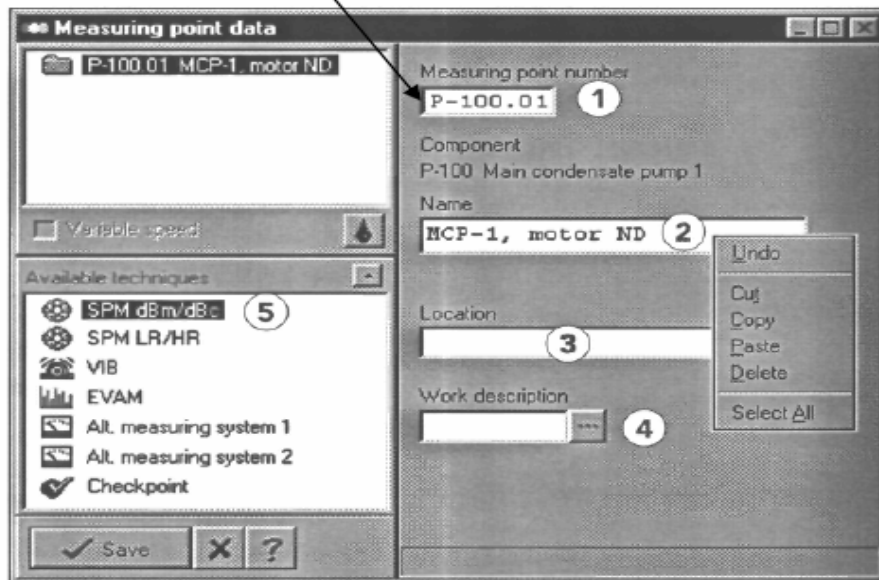 Measuring point data
P-100.01 MCP-1, motor ND
Variable speed
Available techniques
SPM dBm/dBc 5
SPM LR/HR
VIB
EVAM
Alt. measuring system 1
Alt. measuring system 2
Checkpoint
Save
Measuring point number
P-100.01 1
Component
P-100 Main condensate pump 1
Name
MCP-1, motor ND 2
Location
3
Work description
... 4
Undo
Cut
Copy
Paste
Delete
Select All